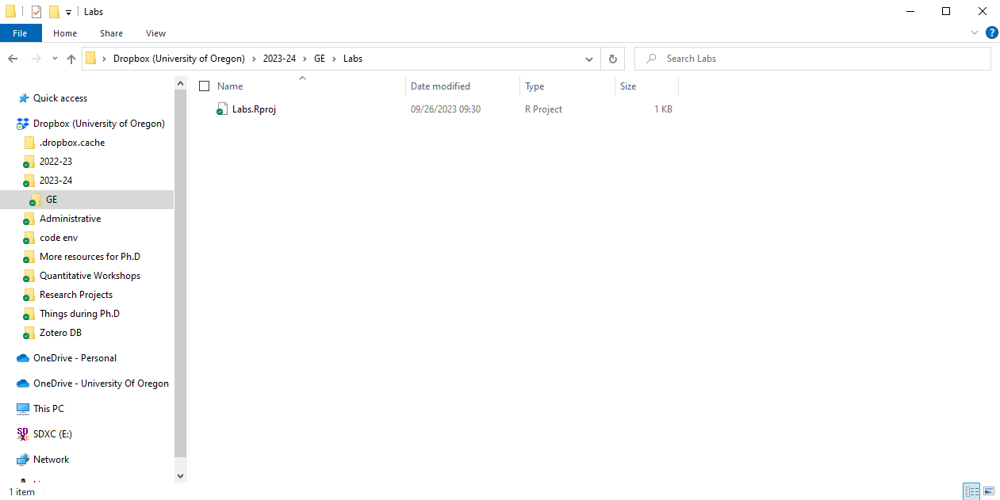 Labs
File Home Share View ?
Dropbox (University of Oregon) 2023-24 GE Labs Search Labs
Name Date modified Type Size
Labs.Rproj 09/26/2023 09:30 R Project 1 KB
Quick access
Dropbox (University of Oregon)
.dropbox.cache
2022-23
2023-24
GE
Administrative
code env
More resources for Ph.D
Quantitative Workshops
Research Projects
Things during Ph.D
Zotero DB
OneDrive - Personal
OneDrive - University Of Oregon
This PC
SD SDXC (E:)
Network
1 item